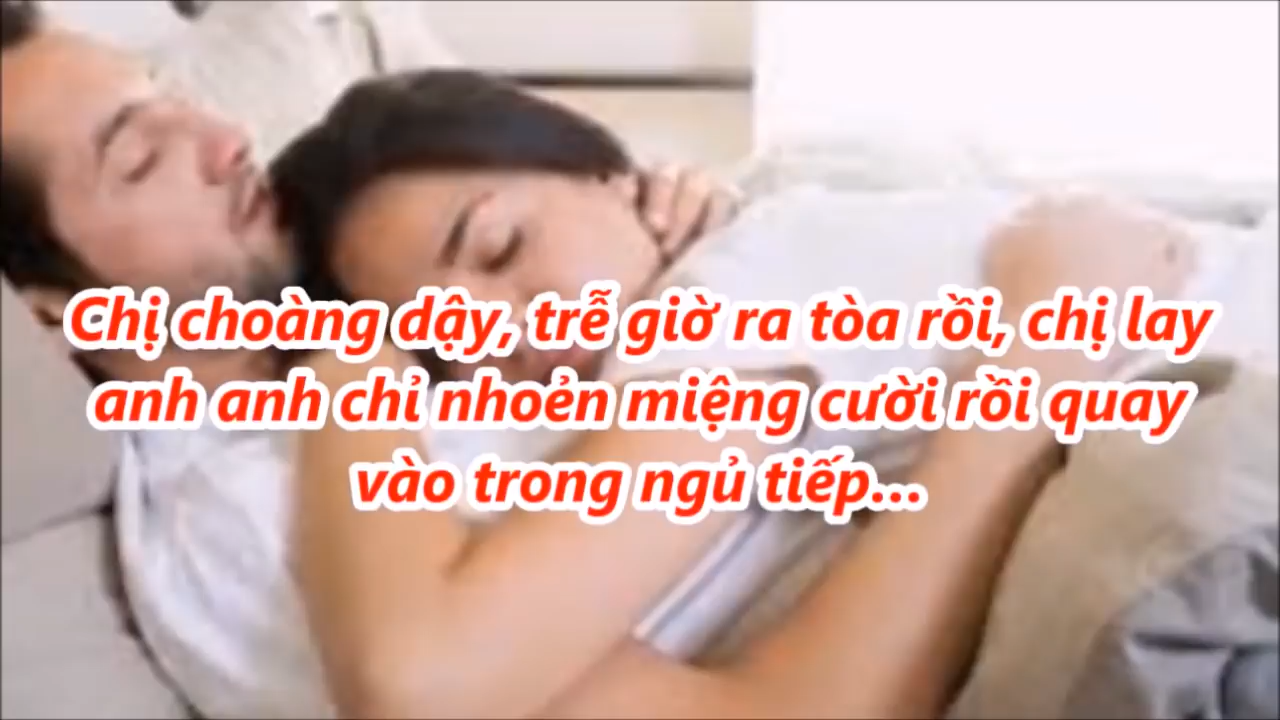 Chị choàng dậy, trễ giờ ra tòa rồi, chị lay
anh anh chỉ nhoẻn miệng cười rồi quay
vào trong ngủ tiếp...